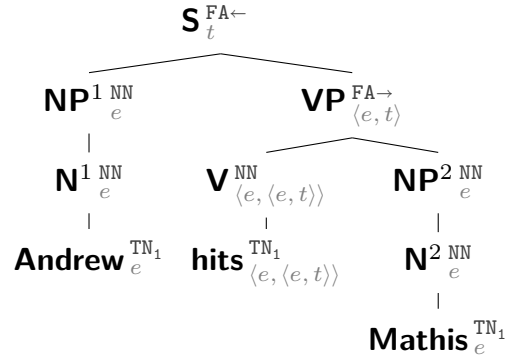 S FA← t
NP1 NN e VP FA→ ⟨e, t⟩
N1 NN e V NN ⟨e, ⟨e, t⟩⟩ NP2 NN e
Andrew TN1 e hits TN1 ⟨e, ⟨e, t⟩⟩ N2 NN e
Mathis TN1 e